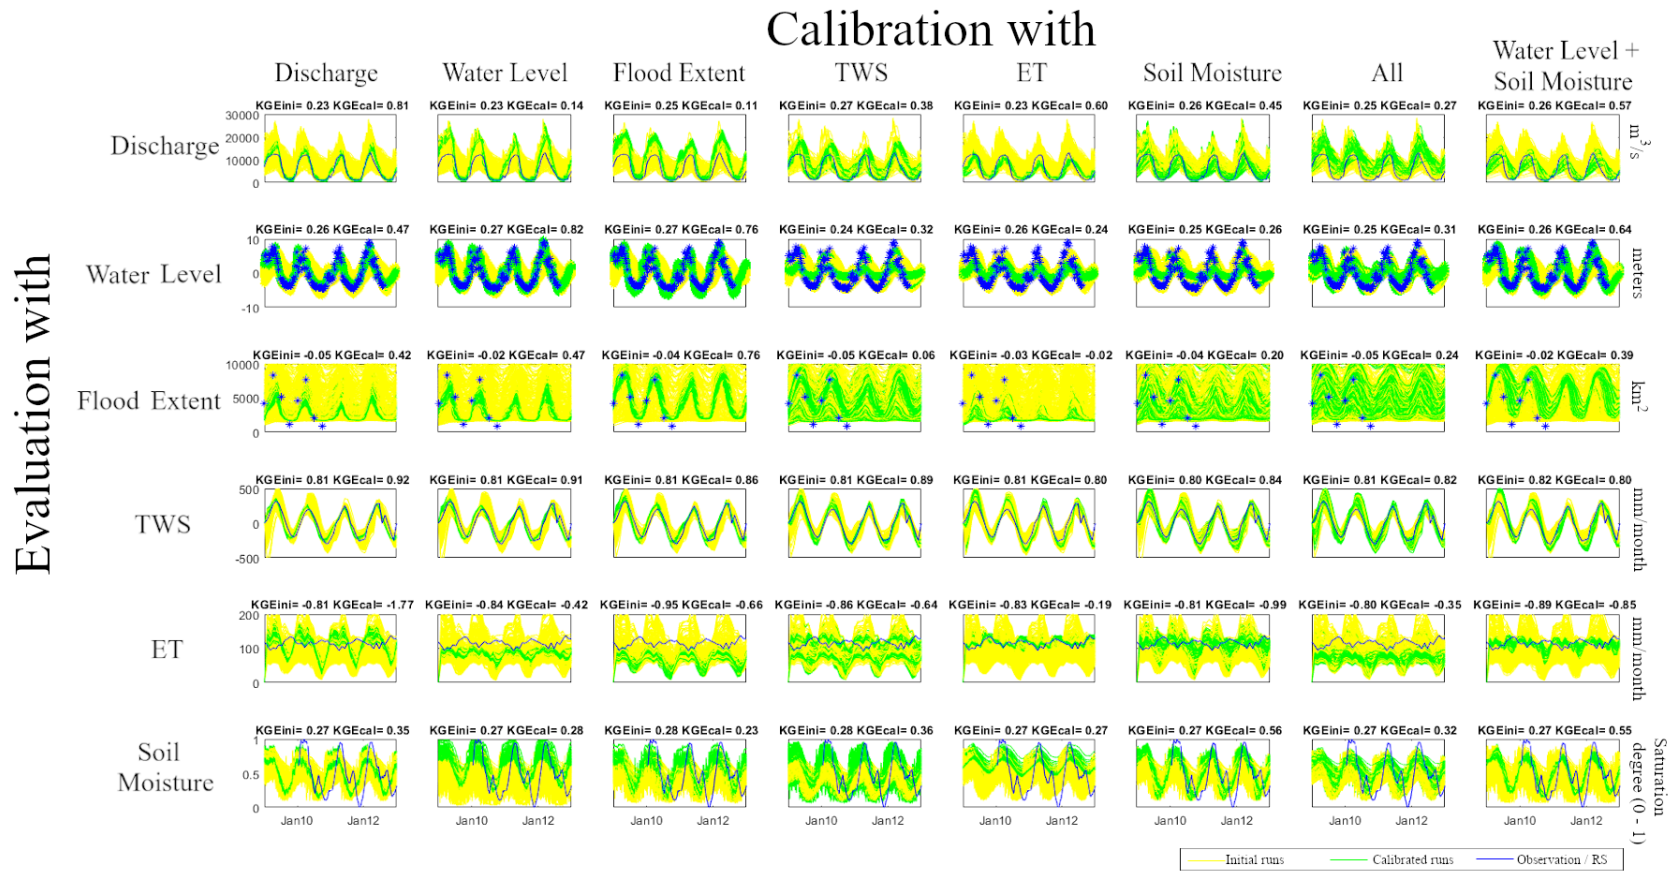 Calibration with
Discharge
Water Level
Flood Extent
TWS
ET
Soil Moisture
All
Water Level +
Soil Moisture
Evaluation with
Discharge
KGEini= 0.23 KGEcal= 0.81
KGEini= 0.23 KGEcal= 0.14
KGEini= 0.25 KGEcal= 0.11
KGEini= 0.27 KGEcal= 0.38
KGEini= 0.23 KGEcal= 0.60
KGEini= 0.26 KGEcal= 0.45
KGEini= 0.25 KGEcal= 0.27
KGEini= 0.26 KGEcal= 0.57
30000
20000
10000
0
m³/s
Water Level
KGEini= 0.26 KGEcal= 0.47
KGEini= 0.27 KGEcal= 0.82
KGEini= 0.27 KGEcal= 0.76
KGEini= 0.24 KGEcal= 0.32
KGEini= 0.26 KGEcal= 0.24
KGEini= 0.25 KGEcal= 0.26
KGEini= 0.25 KGEcal= 0.31
KGEini= 0.26 KGEcal= 0.64
10
0
-10
meters
Flood Extent
KGEini= -0.05 KGEcal= 0.42
KGEini= -0.02 KGEcal= 0.47
KGEini= -0.04 KGEcal= 0.76
KGEini= -0.05 KGEcal= 0.06
KGEini= -0.03 KGEcal= -0.02
KGEini= -0.04 KGEcal= 0.20
KGEini= -0.05 KGEcal= 0.24
KGEini= -0.02 KGEcal= 0.39
10000
5000
0
km²
TWS
KGEini= 0.81 KGEcal= 0.92
KGEini= 0.81 KGEcal= 0.91
KGEini= 0.81 KGEcal= 0.86
KGEini= 0.81 KGEcal= 0.89
KGEini= 0.81 KGEcal= 0.80
KGEini= 0.80 KGEcal= 0.84
KGEini= 0.81 KGEcal= 0.82
KGEini= 0.82 KGEcal= 0.80
500
0
-500
mm/month
ET
KGEini= -0.81 KGEcal= -1.77
KGEini= -0.84 KGEcal= -0.42
KGEini= -0.95 KGEcal= -0.66
KGEini= -0.86 KGEcal= -0.64
KGEini= -0.83 KGEcal= -0.19
KGEini= -0.81 KGEcal= -0.99
KGEini= -0.80 KGEcal= -0.35
KGEini= -0.89 KGEcal= -0.85
200
100
0
mm/month
Soil
Moisture
KGEini= 0.27 KGEcal= 0.35
KGEini= 0.27 KGEcal= 0.28
KGEini= 0.28 KGEcal= 0.23
KGEini= 0.28 KGEcal= 0.36
KGEini= 0.27 KGEcal= 0.27
KGEini= 0.27 KGEcal= 0.56
KGEini= 0.27 KGEcal= 0.32
KGEini= 0.27 KGEcal= 0.55
1
0.5
0
Saturation
degree (0 - 1)
Jan10 Jan12
Jan10 Jan12
Jan10 Jan12
Jan10 Jan12
Jan10 Jan12
Jan10 Jan12
Jan10 Jan12
Jan10 Jan12
Initial runs
Calibrated runs
Observation / RS